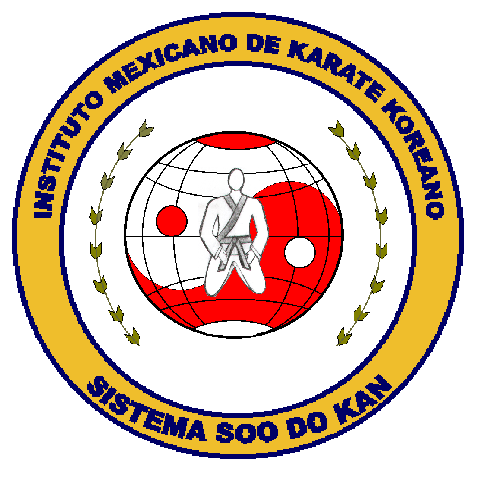 INSTITUTO MEXICANO DE KARATE KOREANO
SISTEMA SOO DO KAN